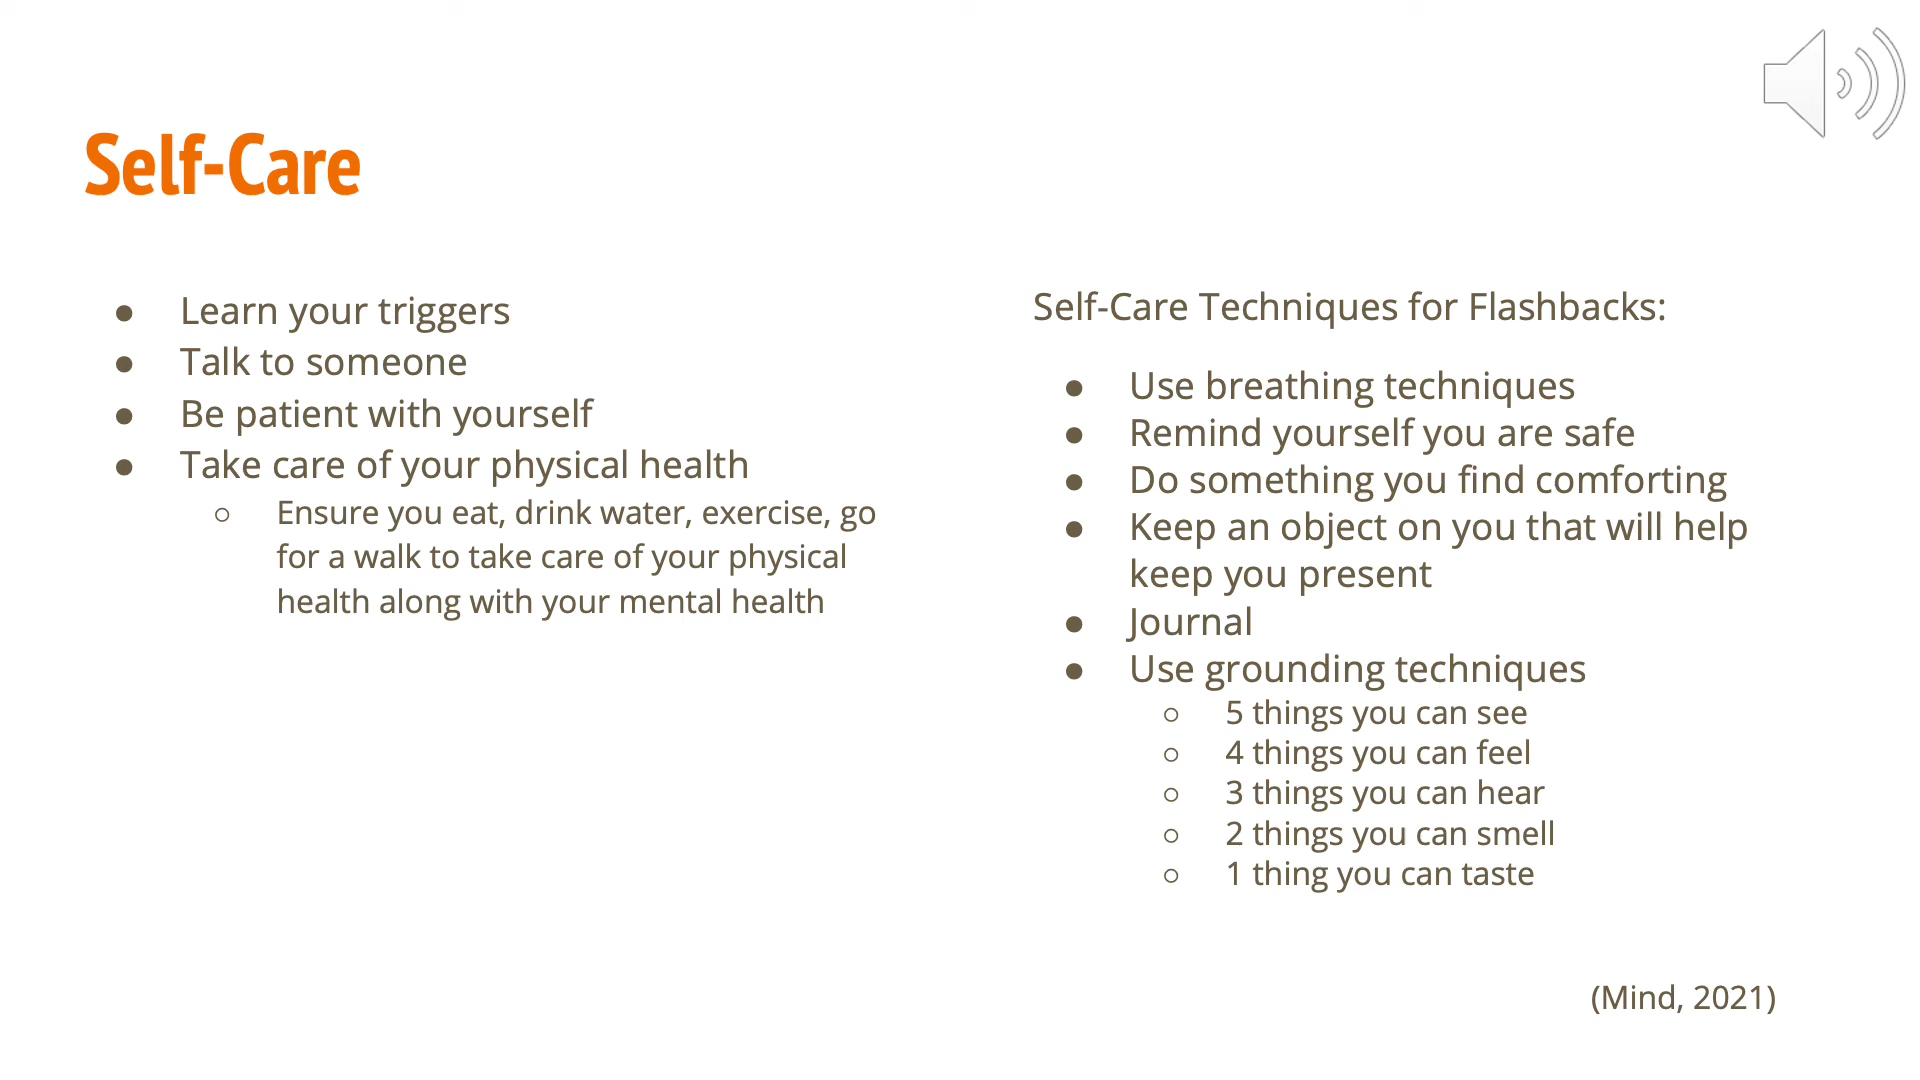 Self-Care
● Learn your triggers
● Talk to someone
● Be patient with yourself
● Take care of your physical health
○ Ensure you eat, drink water, exercise, go
for a walk to take care of your physical
health along with your mental health
Self-Care Techniques for Flashbacks:
● Use breathing techniques
● Remind yourself you are safe
● Do something you find comforting
● Keep an object on you that will help
keep you present
● Journal
● Use grounding techniques
○ 5 things you can see
○ 4 things you can feel
○ 3 things you can hear
○ 2 things you can smell
○ 1 thing you can taste
(Mind, 2021)